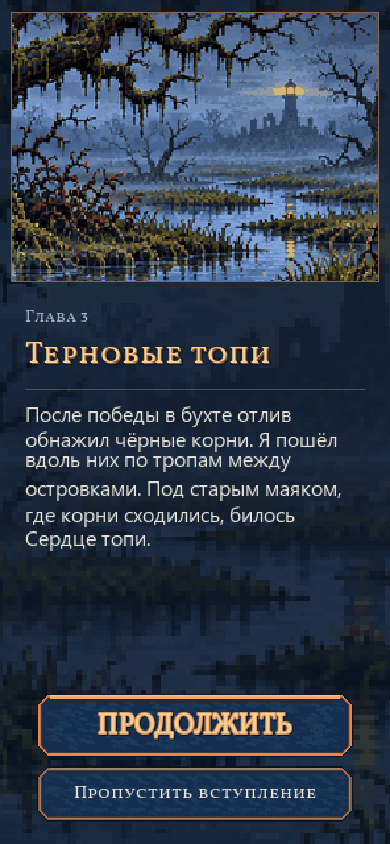 Глава 3
Терновые топи
После победы в бухте отлив
обнажил чёрные корни. Я пошёл
вдоль них по тропам между
островками. Под старым маяком,
где корни сходились, билось
Сердце топи.
ПРОДОЛЖИТЬ
Пропустить вступление